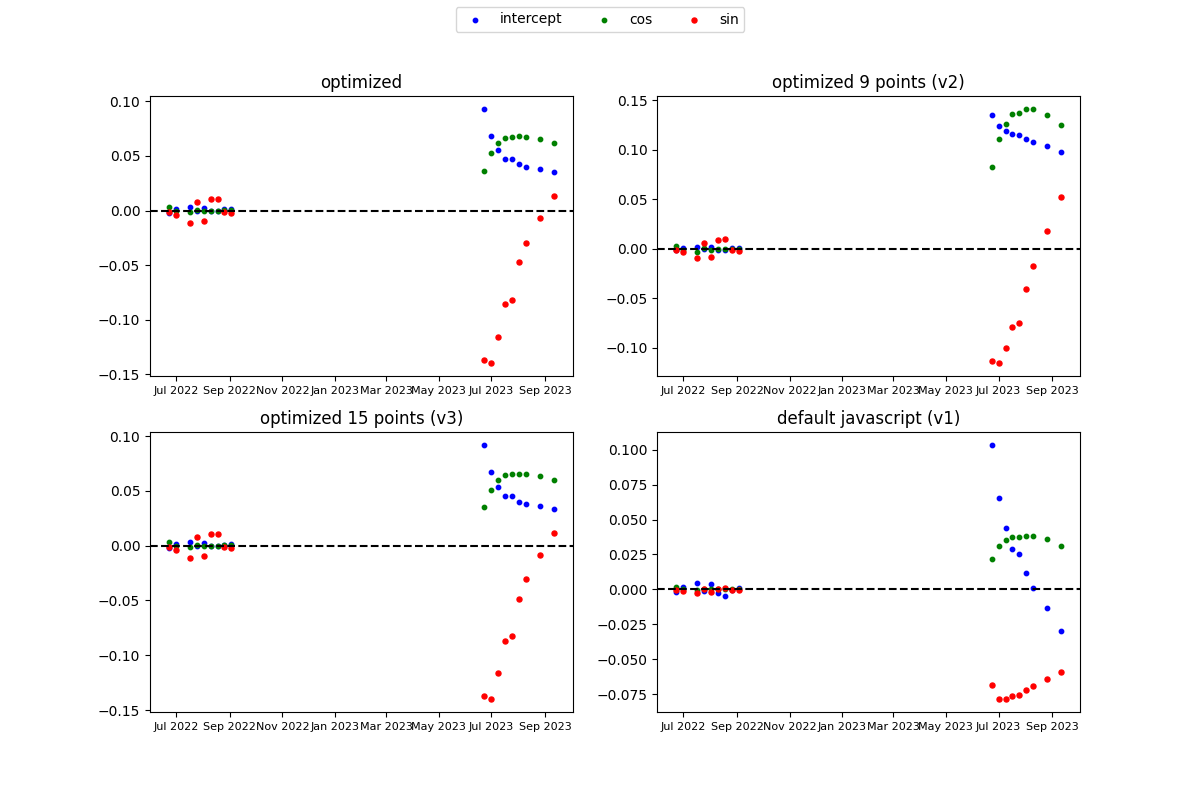 intercept cos sin
optimized
0.10
0.05
0.00
−0.05
−0.10
−0.15
Jul 2022 Sep 2022 Nov 2022 Jan 2023 Mar 2023 May 2023 Jul 2023 Sep 2023
optimized 9 points (v2)
0.15
0.10
0.05
0.00
−0.05
−0.10
Jul 2022 Sep 2022 Nov 2022 Jan 2023 Mar 2023 May 2023 Jul 2023 Sep 2023
optimized 15 points (v3)
0.10
0.05
0.00
−0.05
−0.10
−0.15
Jul 2022 Sep 2022 Nov 2022 Jan 2023 Mar 2023 May 2023 Jul 2023 Sep 2023
default javascript (v1)
0.100
0.075
0.050
0.025
0.000
−0.025
−0.050
−0.075
Jul 2022 Sep 2022 Nov 2022 Jan 2023 Mar 2023 May 2023 Jul 2023 Sep 2023